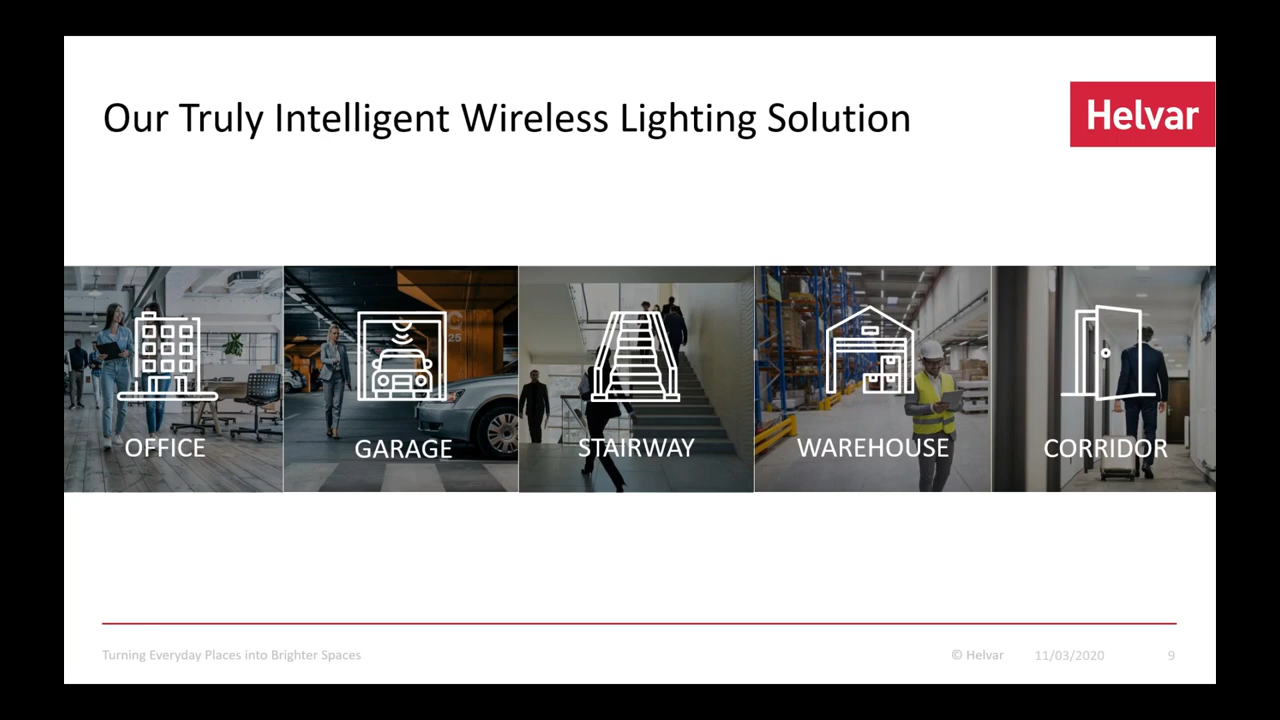 Our Truly Intelligent Wireless Lighting Solution
Helvar
C
25
OFFICE
GARAGE
STAIRWAY
WAREHOUSE
CORRIDOR
Turning Everyday Places into Brighter Spaces
© Helvar
11/03/2020
9